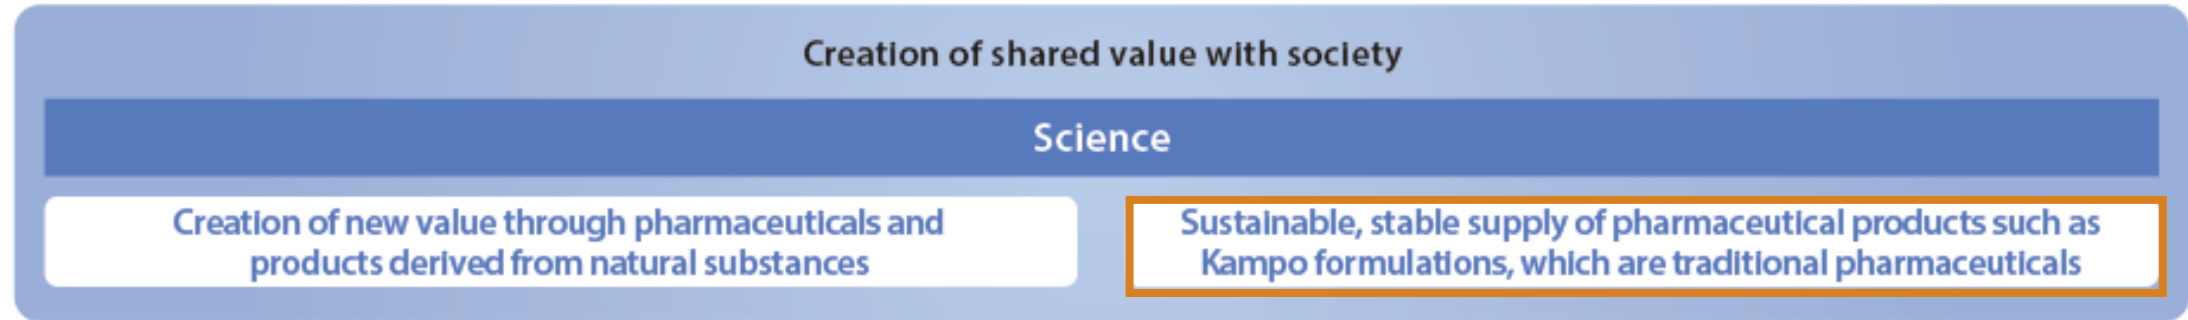 Creation of shared value with society
Science
Creation of new value through pharmaceuticals and
products derived from natural substances
Sustainable, stable supply of pharmaceutical products such as
Kampo formulations, which are traditional pharmaceuticals